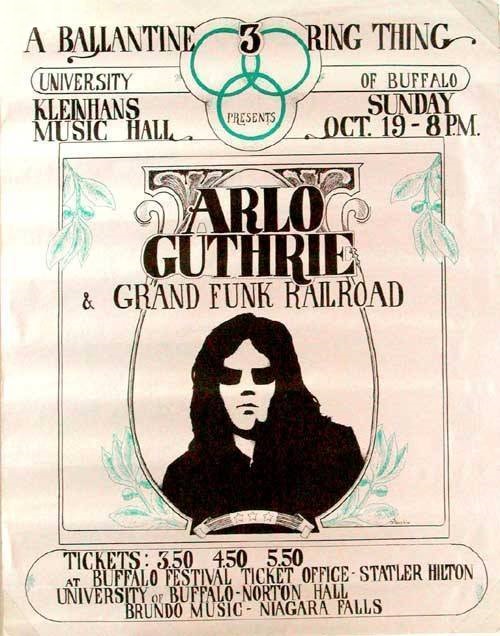 A BALLANTINE 3 RING THING
UNIVERSITY OF BUFFALO
PRESENTS
KLEINHANS MUSIC HALL
SUNDAY OCT. 19 - 8 P.M.
ARLO
GUTHRIE
& GRAND FUNK RAILROAD
TICKETS: 3.50 4.50 5.50
AT BUFFALO FESTIVAL TICKET OFFICE - STATLER HILTON
UNIVERSITY OF BUFFALO - NORTON HALL
BRUNDO MUSIC - NIAGARA FALLS